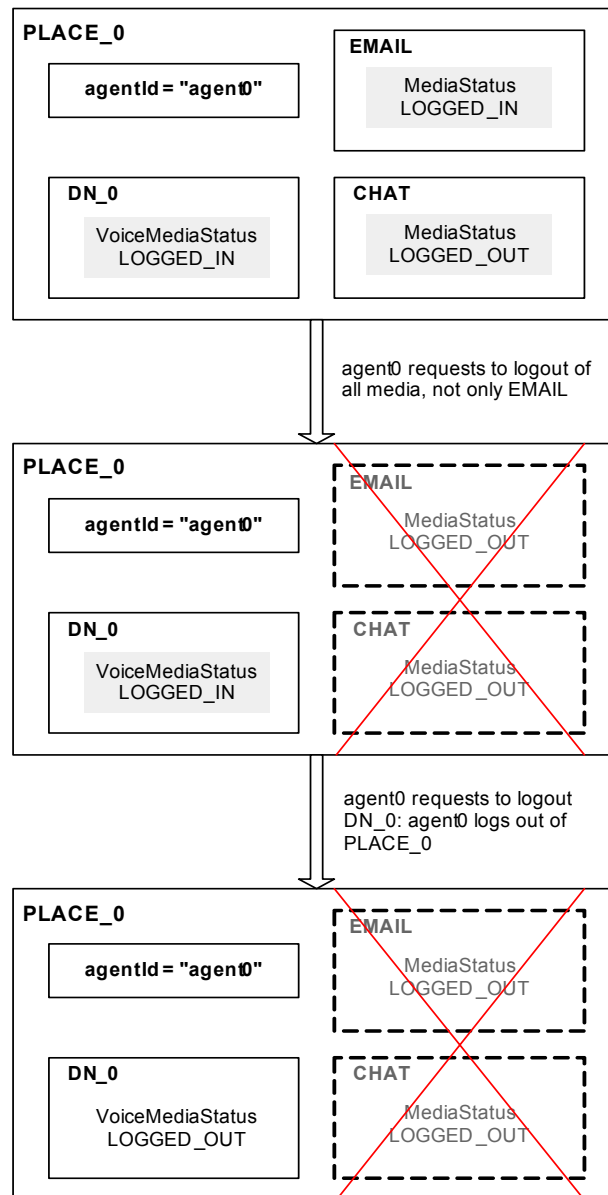 PLACE_0
agentId = "agent0"
EMAIL
MediaStatus
LOGGED_IN
DN_0
VoiceMediaStatus
LOGGED_IN
CHAT
MediaStatus
LOGGED_OUT
agent0 requests to logout of
all media, not only EMAIL
PLACE_0
agentId = "agent0"
EMAIL
MediaStatus
LOGGED_OUT
DN_0
VoiceMediaStatus
LOGGED_IN
CHAT
MediaStatus
LOGGED_OUT
agent0 requests to logout
DN_0: agent0 logs out of
PLACE_0
PLACE_0
agentId = "agent0"
EMAIL
MediaStatus
LOGGED_OUT
DN_0
VoiceMediaStatus
LOGGED_OUT
CHAT
MediaStatus
LOGGED_OUT